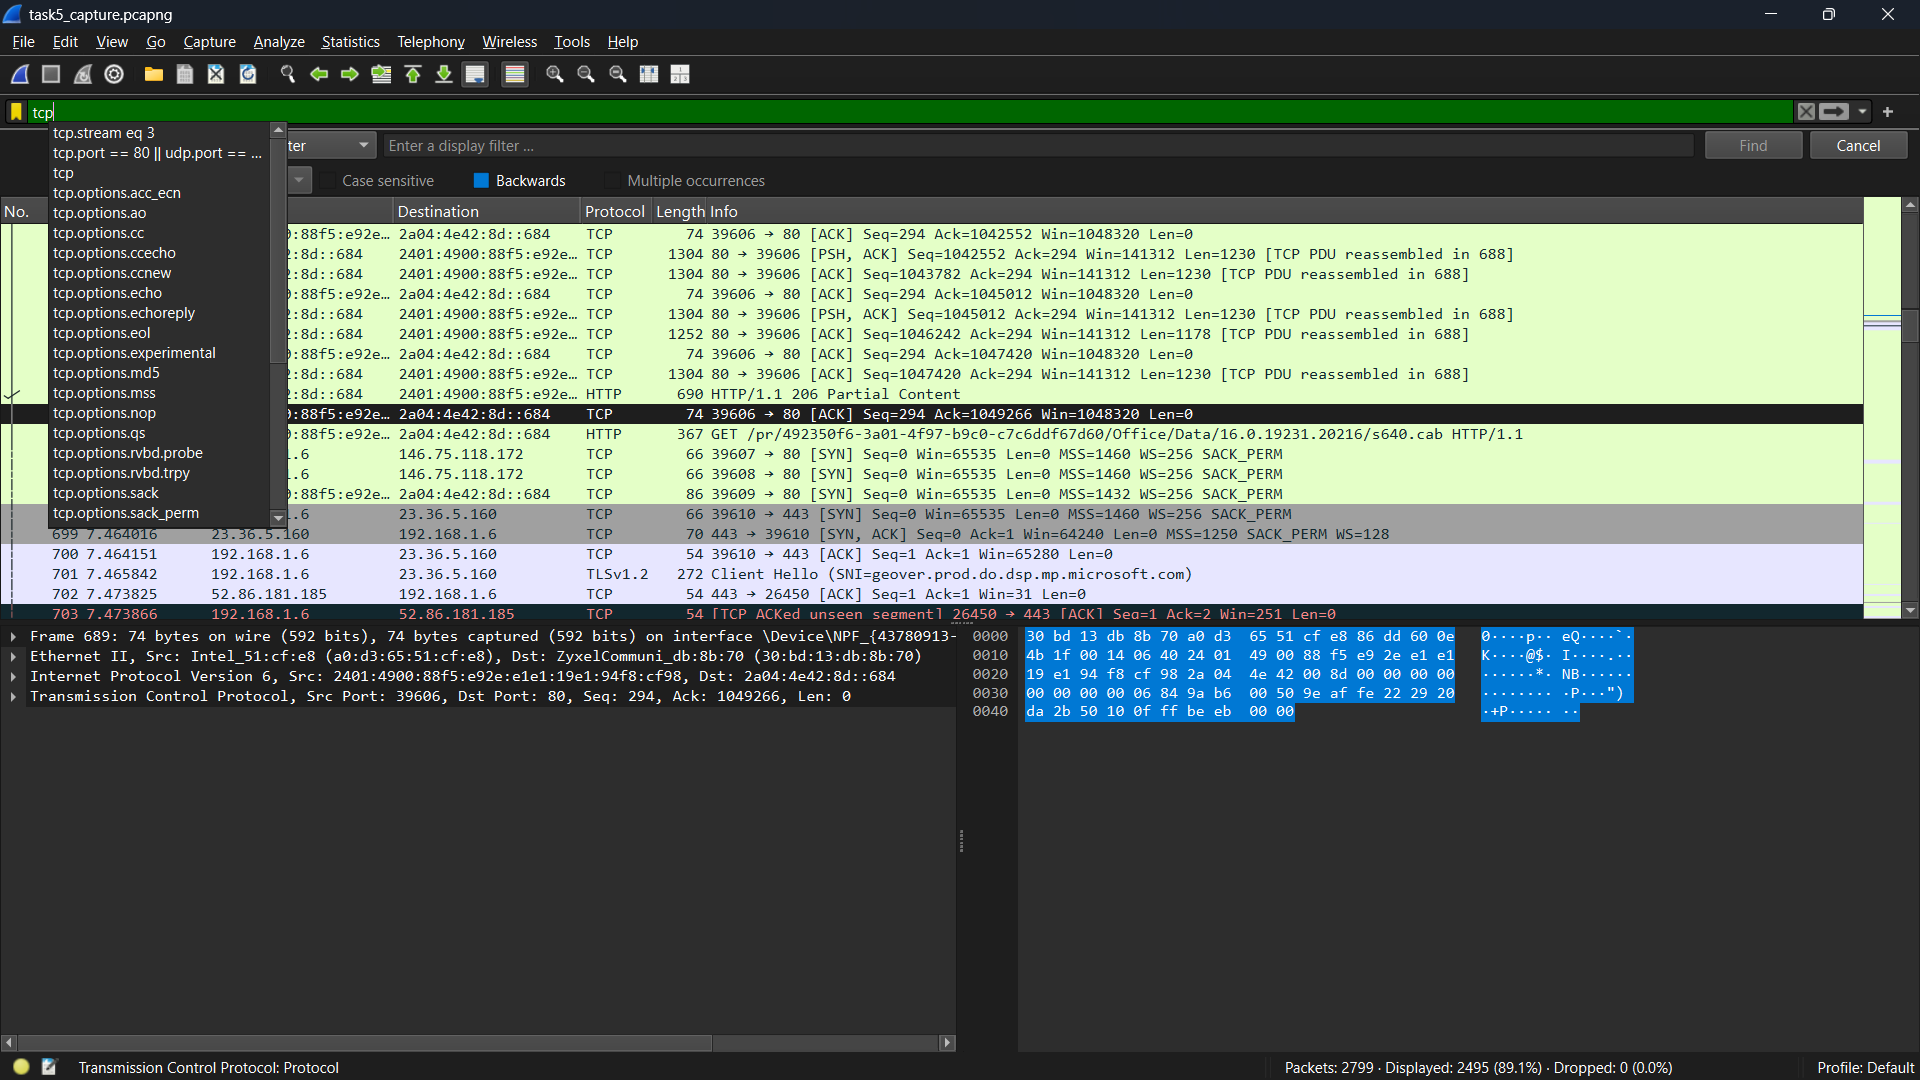 task5_capture.pcapng
File Edit View Go Capture Analyze Statistics Telephony Wireless Tools Help
tcp
tcp.stream eq 3
tcp.port == 80 || udp.port == ...
tcp
tcp.options.acc_ecn
tcp.options.ao
tcp.options.cc
tcp.options.ccecho
tcp.options.ccnew
tcp.options.echo
tcp.options.echoreply
tcp.options.eol
tcp.options.experimental
tcp.options.md5
tcp.options.mss
tcp.options.nop
tcp.options.qs
tcp.options.rvbd.probe
tcp.options.rvbd.trpy
tcp.options.sack
tcp.options.sack_perm
ter Enter a display filter ... Find Cancel
Case sensitive Backwards Multiple occurrences
No. Destination Protocol Length Info
:88f5:e92e… 2a04:4e42:8d::684 TCP 74 39606 → 80 [ACK] Seq=294 Ack=1042552 Win=1048320 Len=0
:8d::684 2401:4900:88f5:e92e… TCP 1304 80 → 39606 [PSH, ACK] Seq=1042552 Ack=294 Win=141312 Len=1230 [TCP PDU reassembled in 688]
:8d::684 2401:4900:88f5:e92e… TCP 1304 80 → 39606 [ACK] Seq=1043782 Ack=294 Win=141312 Len=1230 [TCP PDU reassembled in 688]
:88f5:e92e… 2a04:4e42:8d::684 TCP 74 39606 → 80 [ACK] Seq=294 Ack=1045012 Win=1048320 Len=0
:8d::684 2401:4900:88f5:e92e… TCP 1304 80 → 39606 [PSH, ACK] Seq=1045012 Ack=294 Win=141312 Len=1230 [TCP PDU reassembled in 688]
:8d::684 2401:4900:88f5:e92e… TCP 1252 80 → 39606 [ACK] Seq=1046242 Ack=294 Win=141312 Len=1178 [TCP PDU reassembled in 688]
:88f5:e92e… 2a04:4e42:8d::684 TCP 74 39606 → 80 [ACK] Seq=294 Ack=1047420 Win=1048320 Len=0
:8d::684 2401:4900:88f5:e92e… TCP 1304 80 → 39606 [ACK] Seq=1047420 Ack=294 Win=141312 Len=1230 [TCP PDU reassembled in 688]
:8d::684 2401:4900:88f5:e92e… HTTP 690 HTTP/1.1 206 Partial Content
:88f5:e92e… 2a04:4e42:8d::684 TCP 74 39606 → 80 [ACK] Seq=294 Ack=1049266 Win=1048320 Len=0
:88f5:e92e… 2a04:4e42:8d::684 HTTP 367 GET /pr/492350f6-3a01-4f97-b9c0-c7c6ddf67d60/Office/Data/16.0.19231.20216/s640.cab HTTP/1.1
.6 146.75.118.172 TCP 66 39607 → 80 [SYN] Seq=0 Win=65535 Len=0 MSS=1460 WS=256 SACK_PERM
.6 146.75.118.172 TCP 66 39608 → 80 [SYN] Seq=0 Win=65535 Len=0 MSS=1460 WS=256 SACK_PERM
:88f5:e92e… 2a04:4e42:8d::684 TCP 86 39609 → 80 [SYN] Seq=0 Win=65535 Len=0 MSS=1432 WS=256 SACK_PERM
.6 23.36.5.160 TCP 66 39610 → 443 [SYN] Seq=0 Win=65535 Len=0 MSS=1460 WS=256 SACK_PERM
699 7.464016 23.36.5.160 192.168.1.6 TCP 70 443 → 39610 [SYN, ACK] Seq=0 Ack=1 Win=64240 Len=0 MSS=1250 SACK_PERM WS=128
700 7.464151 192.168.1.6 23.36.5.160 TCP 54 39610 → 443 [ACK] Seq=1 Ack=1 Win=65280 Len=0
701 7.465842 192.168.1.6 23.36.5.160 TLSv1.2 272 Client Hello (SNI=geover.prod.do.dsp.mp.microsoft.com)
702 7.473825 52.86.181.185 192.168.1.6 TCP 54 443 → 26450 [ACK] Seq=1 Ack=1 Win=31 Len=0
703 7.473866 192.168.1.6 52.86.181.185 TCP 54 [TCP ACKed unseen segment] 26450 → 443 [ACK] Seq=1 Ack=2 Win=251 Len=0
Frame 689: 74 bytes on wire (592 bits), 74 bytes captured (592 bits) on interface \Device\NPF_{43780913-
Ethernet II, Src: Intel_51:cf:e8 (a0:d3:65:51:cf:e8), Dst: ZyxelCommuni_db:8b:70 (30:bd:13:db:8b:70)
Internet Protocol Version 6, Src: 2401:4900:88f5:e92e:e1e1:19e1:94f8:cf98, Dst: 2a04:4e42:8d::684
Transmission Control Protocol, Src Port: 39606, Dst Port: 80, Seq: 294, Ack: 1049266, Len: 0
0000 30 bd 13 db 8b 70 a0 d3 65 51 cf e8 86 dd 60 0e 0····p·· eQ····`·
0010 4b 1f 00 14 06 40 24 01 49 00 88 f5 e9 2e e1 e1 K····@$· I····.··
0020 19 e1 94 f8 cf 98 2a 04 4e 42 00 8d 00 00 00 00 ······*· NB······
0030 00 00 00 00 06 84 9a b6 00 50 9e af fe 22 29 20 ········ ·P···")
0040 da 2b 50 10 0f ff be eb 00 00 ·+P····· ··
Transmission Control Protocol: Protocol
Packets: 2799 · Displayed: 2495 (89.1%) · Dropped: 0 (0.0%)
Profile: Default